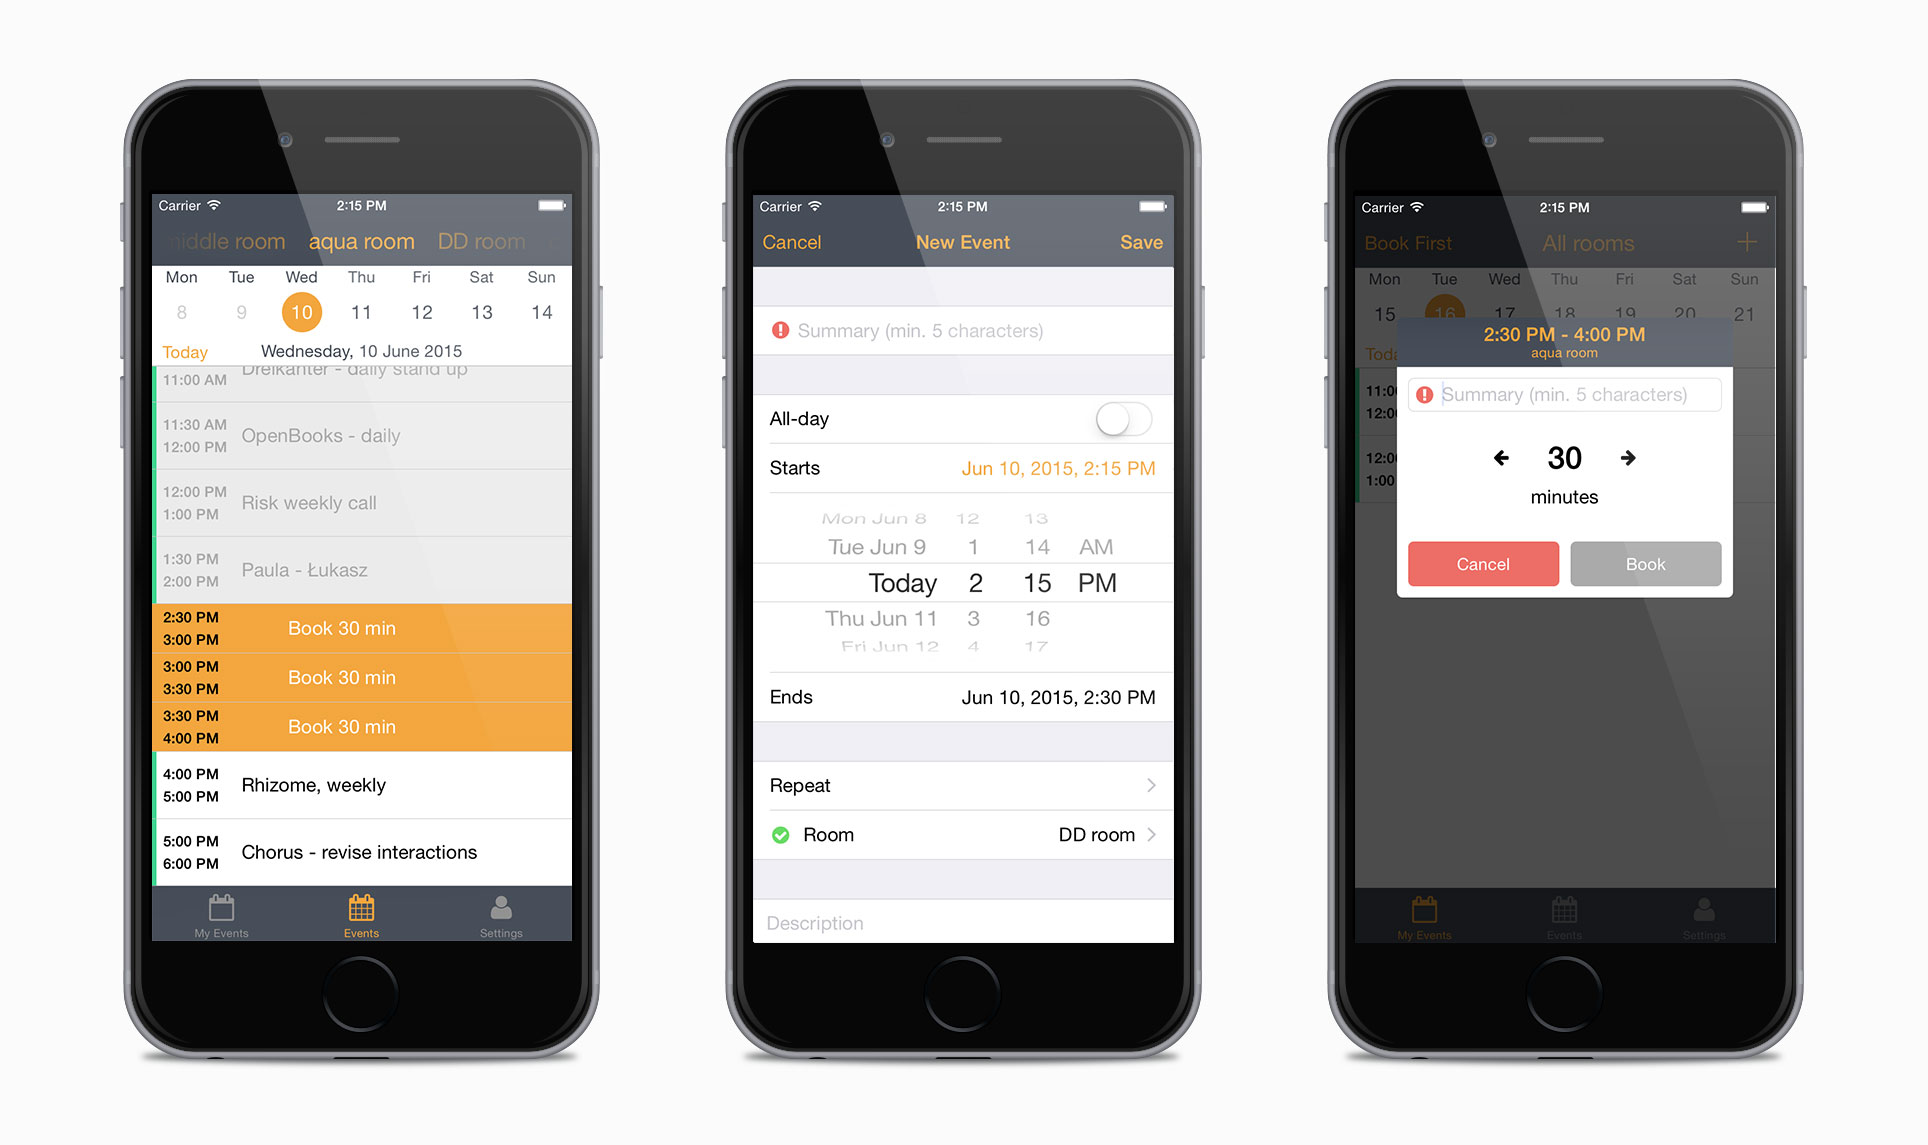 Carrier 2:15 PM
middle room aqua room DD room
Mon Tue Wed Thu Fri Sat Sun
8 9 10 11 12 13 14
Today Wednesday, 10 June 2015
11:00 AM Dreikanter - daily stand up
11:30 AM
12:00 PM
OpenBooks - daily
12:00 PM
1:00 PM
Risk weekly call
1:30 PM
2:00 PM
Paula - Łukasz
2:30 PM
3:00 PM
Book 30 min
3:00 PM
3:30 PM
Book 30 min
3:30 PM
4:00 PM
Book 30 min
4:00 PM
5:00 PM
Rhizome, weekly
5:00 PM
6:00 PM
Chorus - revise interactions
My Events Events Settings
Carrier 2:15 PM
Cancel New Event Save
Summary (min. 5 characters)
All-day
Starts Jun 10, 2015, 2:15 PM
Mon Jun 8 12 13
Tue Jun 9 1 14 AM
Today 2 15 PM
Thu Jun 11 3 16
Fri Jun 12 4 17
Ends Jun 10, 2015, 2:30 PM
Repeat
Room DD room
Description
Carrier 2:15 PM
Book First All rooms +
Mon Tue Wed Thu Fri Sat Sun
15 16 17 18 19 20 21
2:30 PM - 4:00 PM
aqua room
Summary (min. 5 characters)
30
minutes
Cancel Book
My Events Events Settings